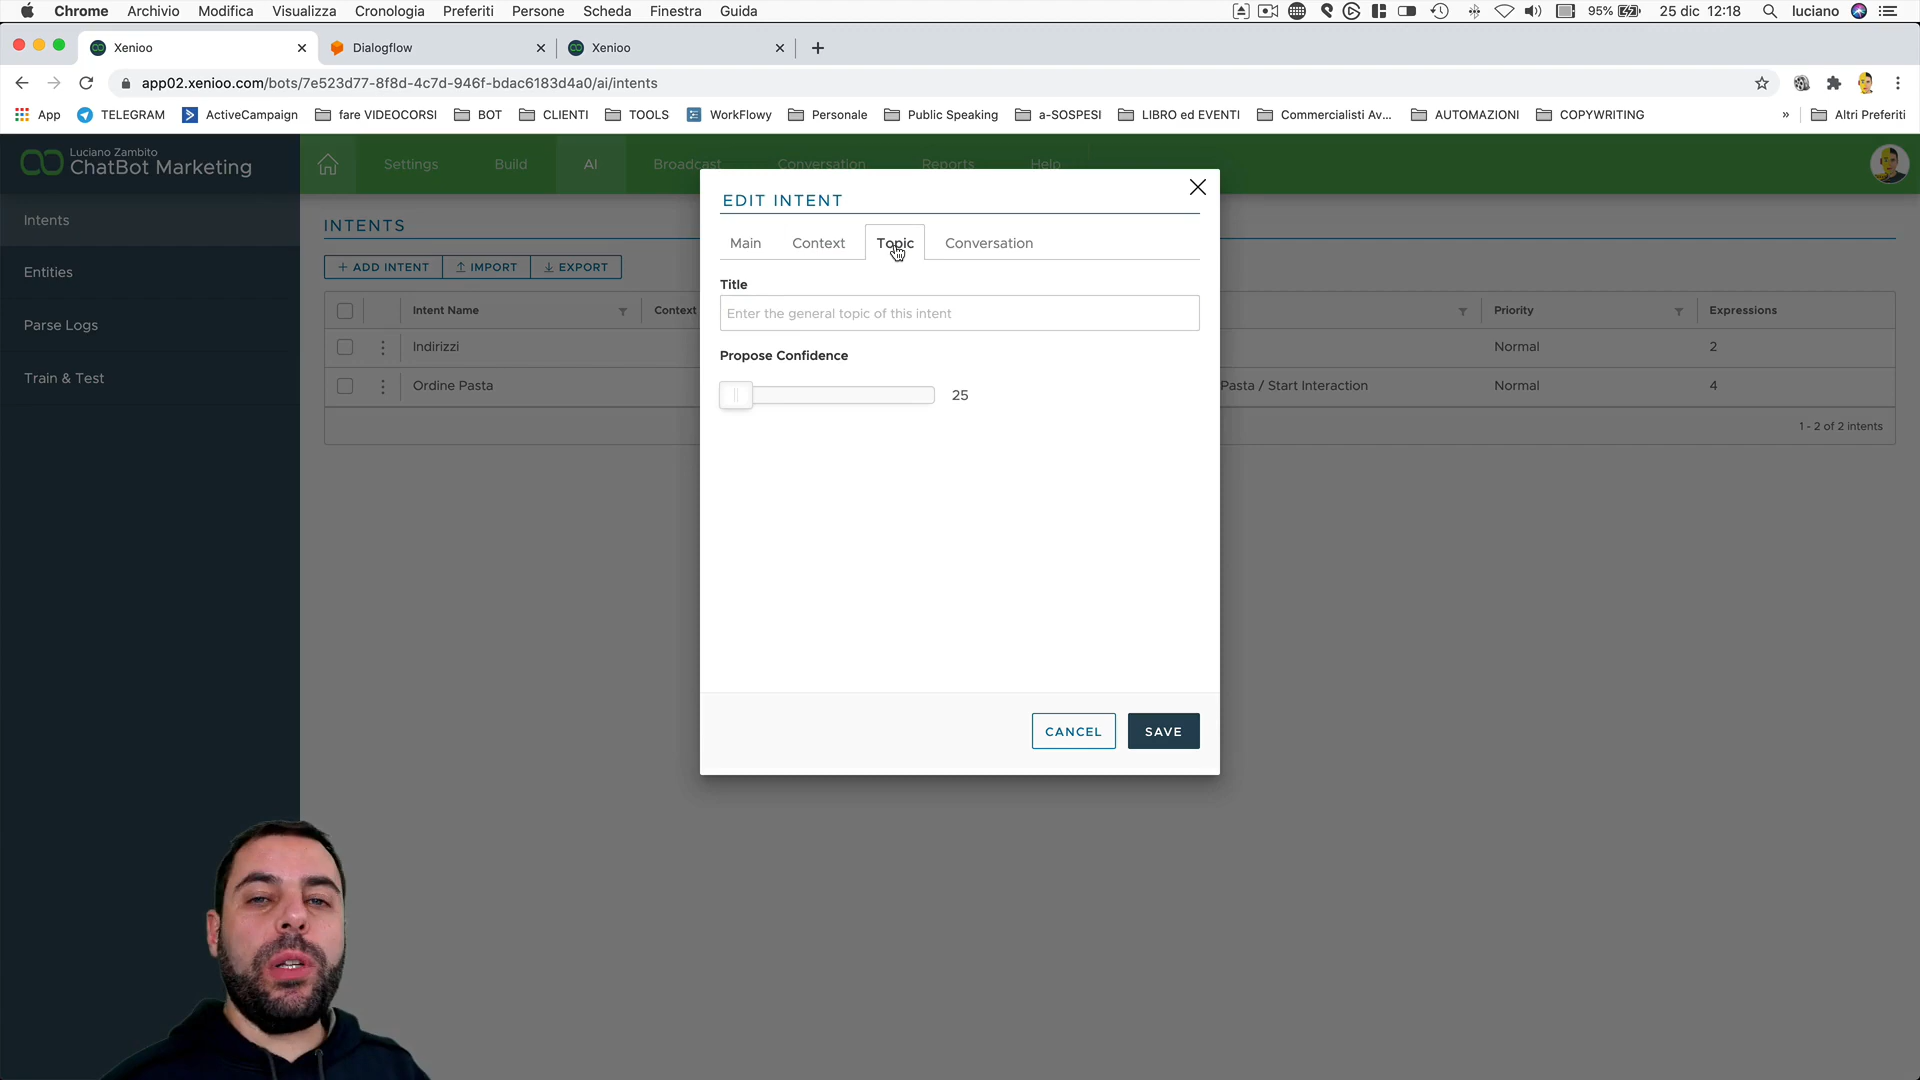 Chrome Archivio Modifica Visualizza Cronologia Preferiti Persone Scheda Finestra Guida 95% 25 dic 12:18 luciano
Xenioo Dialogflow Xenioo
app02.xenioo.com/bots/7e523d77-8f8d-4c7d-946f-bdac6183d4a0/ai/intents
App TELEGRAM ActiveCampaign fare VIDEOCORSI BOT CLIENTI TOOLS WorkFlowy Personale Public Speaking a-SOSPESI LIBRO ed EVENTI Commercialisti Av... AUTOMAZIONI COPYWRITING » Altri Preferiti
Luciano Zambito
ChatBot Marketing
Settings Build AI Broadcast Conversation Reports Help
Intents
Entities
Parse Logs
Train & Test
INTENTS
+ ADD INTENT IMPORT EXPORT
Intent Name Context Priority Expressions
Indirizzi Normal 2
Ordine Pasta Pasta / Start Interaction Normal 4
1 - 2 of 2 intents
EDIT INTENT
Main Context Topic Conversation
Title
Enter the general topic of this intent
Propose Confidence
25
CANCEL SAVE